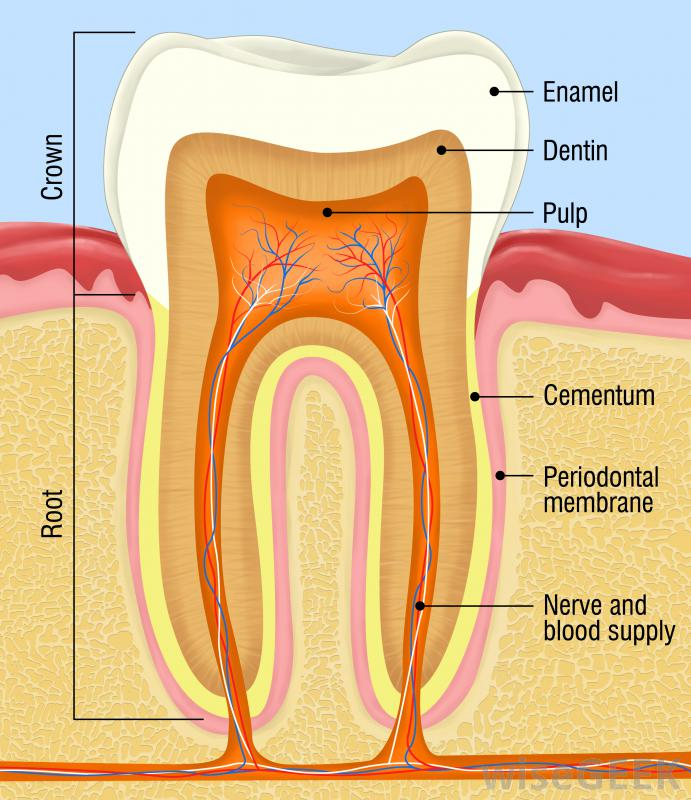 Crown
Root
Enamel
Dentin
Pulp
Cementum
Periodontal
membrane
Nerve and
blood supply
wiseGEEK